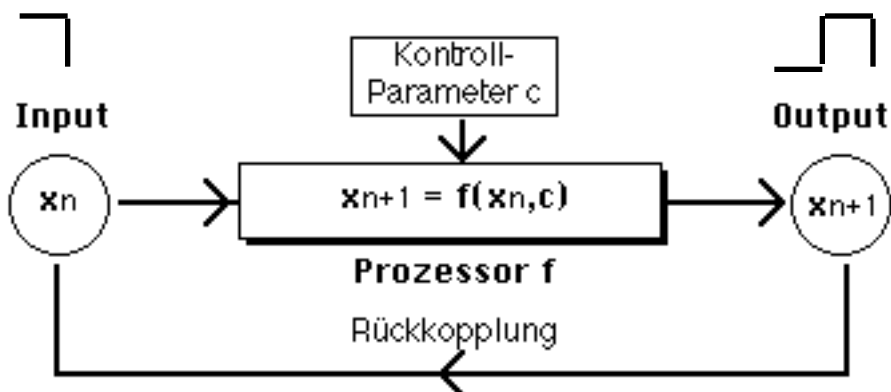 Kontroll-
Parameter c
Input
Output
xn
xn+1 = f(xn,c)
xn+1
Prozessor f
Rückkopplung